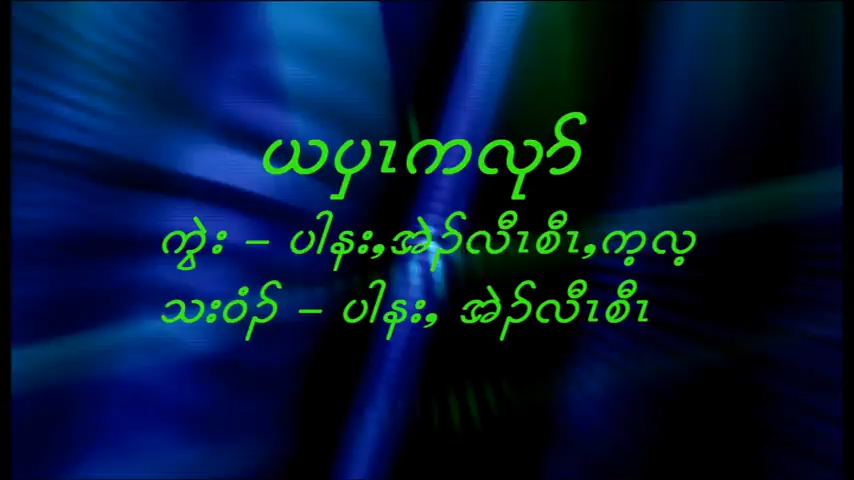 ယပှၤကလုာ်
ကွဲး – ပါနး,အဲၣ်လီၤစီၤ,က့လ့
သးဝံၣ် – ပါနး, အဲၣ်လီၤစီၤ